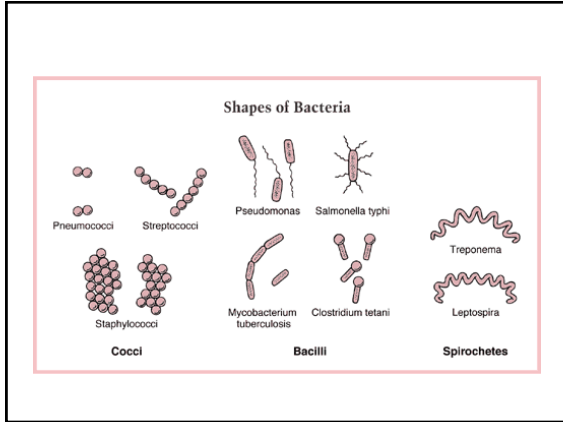 Shapes of Bacteria
Pneumococci
Streptococci
Pseudomonas
Salmonella typhi
Treponema
Staphylococci
Mycobacterium
tuberculosis
Clostridium tetani
Leptospira
Cocci
Bacilli
Spirochetes